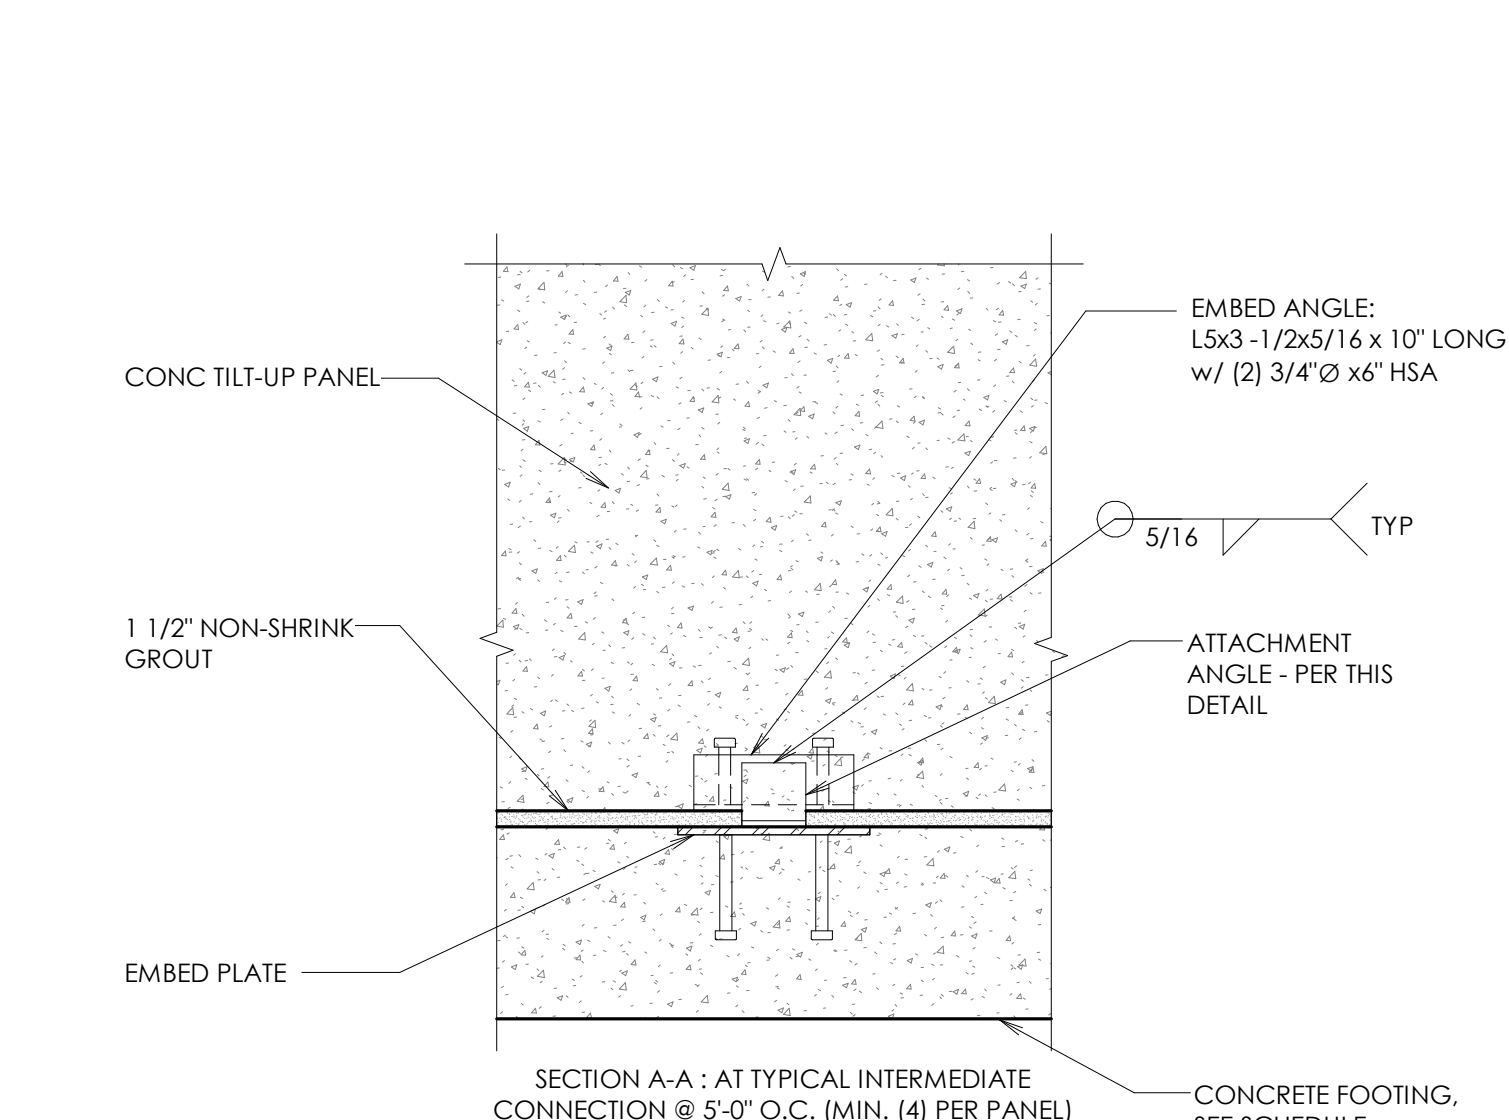 EMBED ANGLE:
L5x3 -1/2x5/16 x 10" LONG
w/ (2) 3/4"Ø x6" HSA
CONC TILT-UP PANEL
5/16
TYP
1 1/2" NON-SHRINK
GROUT
ATTACHMENT
ANGLE - PER THIS
DETAIL
EMBED PLATE
SECTION A-A : AT TYPICAL INTERMEDIATE
CONNECTION @ 5'-0" O.C. (MIN. (4) PER PANEL)
CONCRETE FOOTING,
SEE SCHEDULE